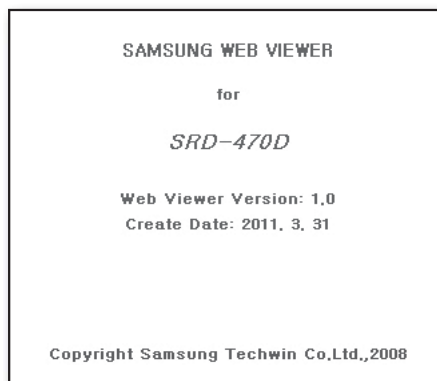 SAMSUNG WEB VIEWER
for
SRD-470D
Web Viewer Version: 1.0
Create Date: 2011. 3. 31
Copyright Samsung Techwin Co.Ltd.,2008